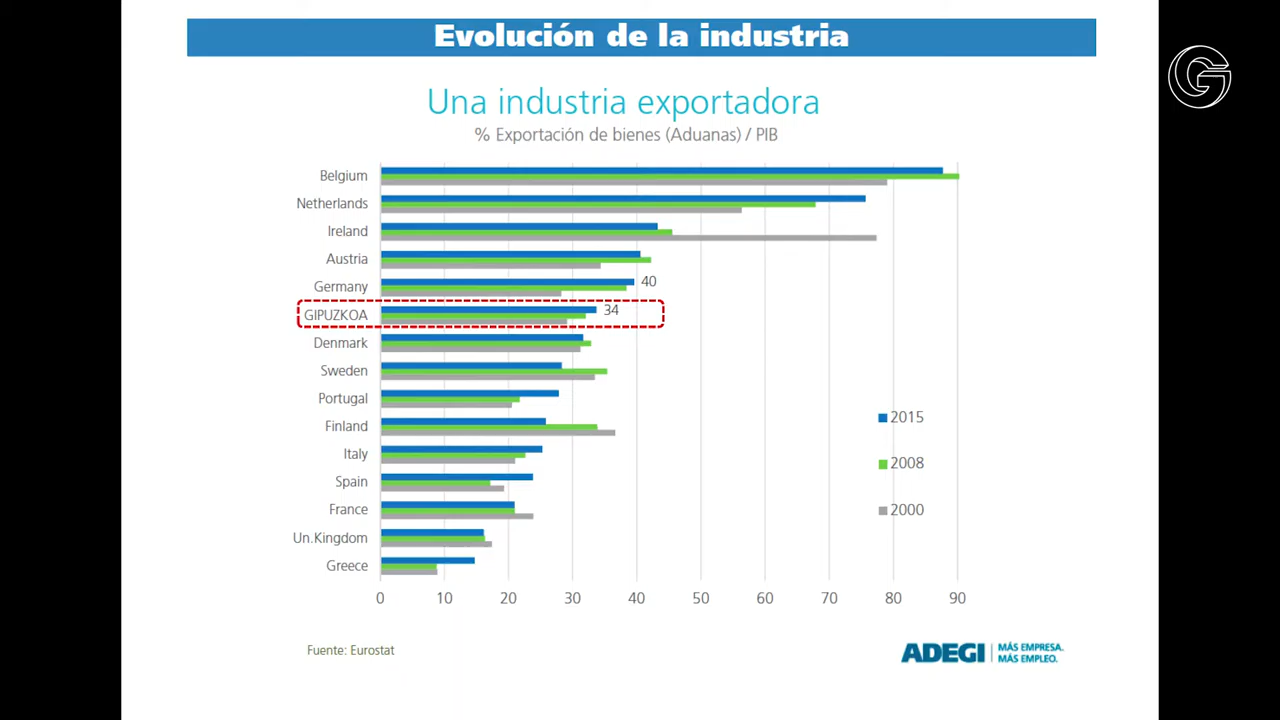 Evolución de la industria
G
Una industria exportadora
% Exportación de bienes (Aduanas) / PIB
Belgium
Netherlands
Ireland
Austria
Germany
40
GIPUZKOA
34
Denmark
Sweden
Portugal
Finland
Italy
Spain
France
Un.Kingdom
Greece
2015
2008
2000
0 10 20 30 40 50 60 70 80 90
Fuente: Eurostat
ADEGI
MÁS EMPRESA.
MÁS EMPLEO.